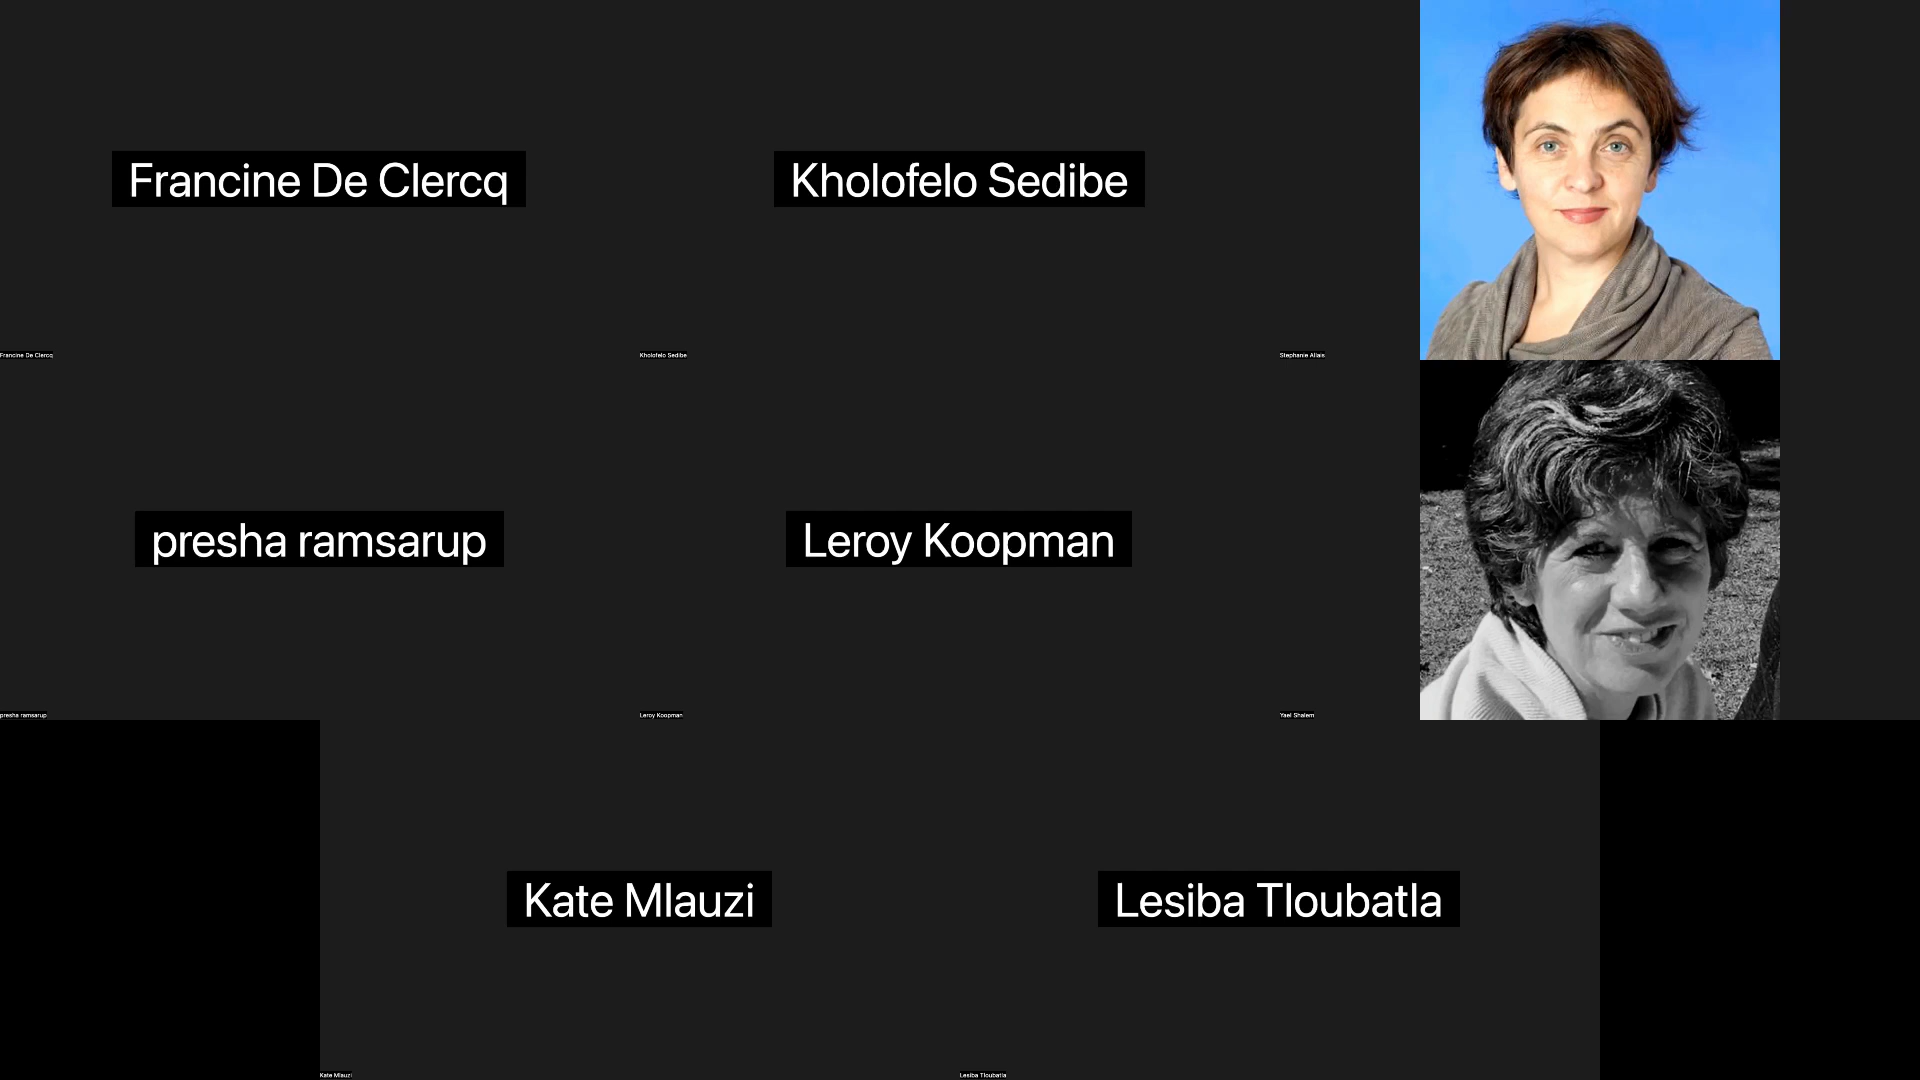 Francine De Clercq
Kholofelo Sedibe
Francine De Clercq
Kholofelo Sedibe
Stephanie Allais
presha ramsarup
Leroy Koopman
presha ramsarup
Leroy Koopman
Yael Shalem
Kate Mlauzi
Lesiba Tloubatla
Kate Mlauzi
Lesiba Tloubatla